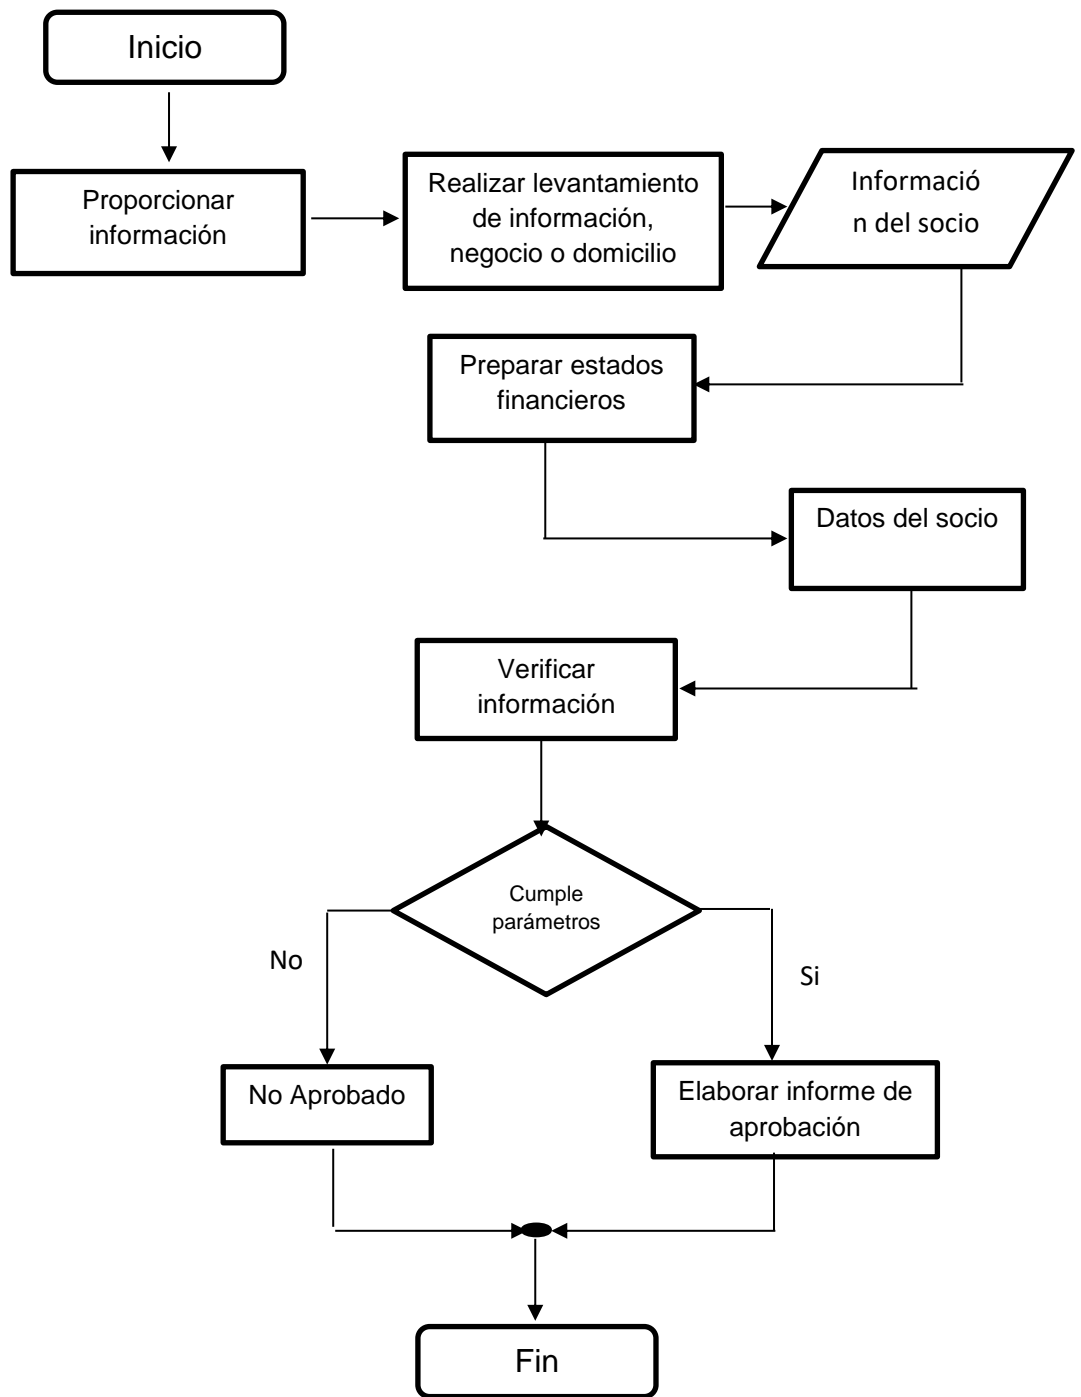 Inicio
Proporcionar
información
Realizar levantamiento
de información,
negocio o domicilio
Informació
n del socio
Preparar estados
financieros
Datos del socio
Verificar
información
Cumple
parámetros
No
Si
No Aprobado
Elaborar informe de
aprobación
Fin